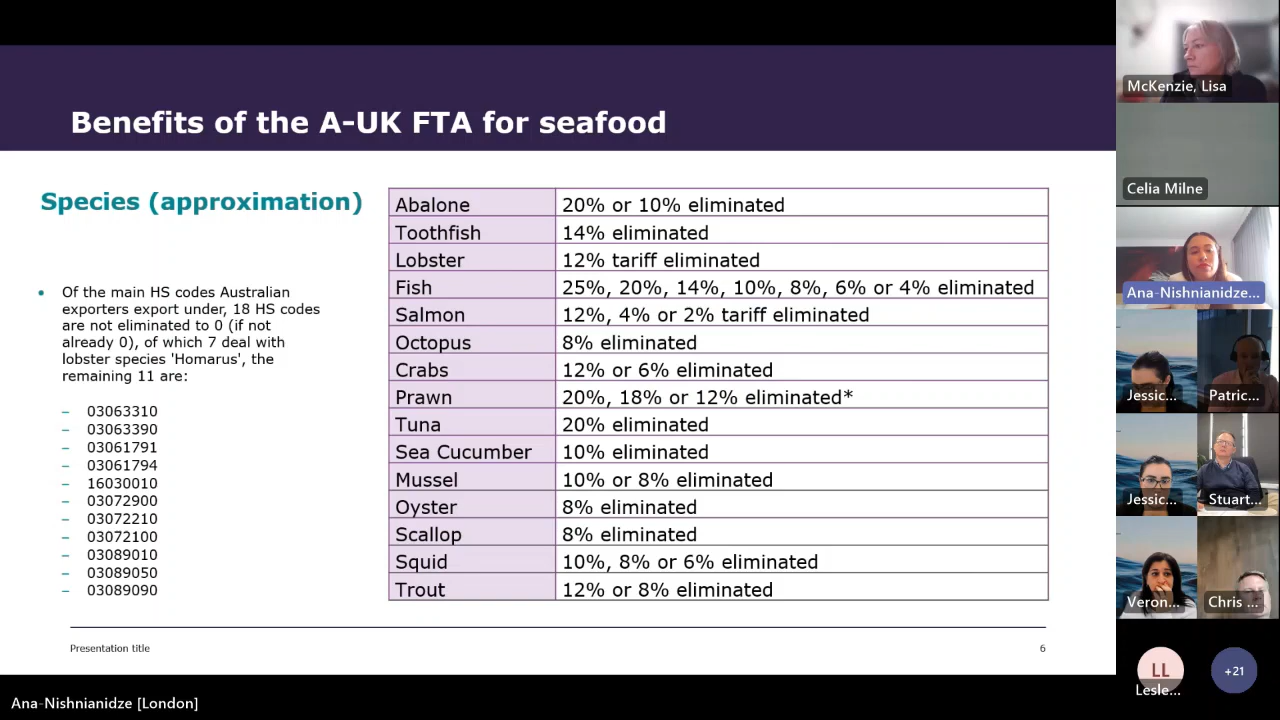 Benefits of the A-UK FTA for seafood
Species (approximation)
• Of the main HS codes Australian
exporters export under, 18 HS codes
are not eliminated to 0 (if not
already 0), of which 7 deal with
lobster species 'Homarus', the
remaining 11 are:
– 03063310
– 03063390
– 03061791
– 03061794
– 16030010
– 03072900
– 03072210
– 03072100
– 03089010
– 03089050
– 03089090
Abalone 20% or 10% eliminated
Toothfish 14% eliminated
Lobster 12% tariff eliminated
Fish 25%, 20%, 14%, 10%, 8%, 6% or 4% eliminated
Salmon 12%, 4% or 2% tariff eliminated
Octopus 8% eliminated
Crabs 12% or 6% eliminated
Prawn 20%, 18% or 12% eliminated*
Tuna 20% eliminated
Sea Cucumber 10% eliminated
Mussel 10% or 8% eliminated
Oyster 8% eliminated
Scallop 8% eliminated
Squid 10%, 8% or 6% eliminated
Trout 12% or 8% eliminated
Presentation title 6
Ana-Nishnianidze [London]
McKenzie, Lisa
Celia Milne
Ana-Nishnianidze...
Jessic... Patric...
Jessic... Stuart...
Veron... Chris ...
LL +21
Lesle...